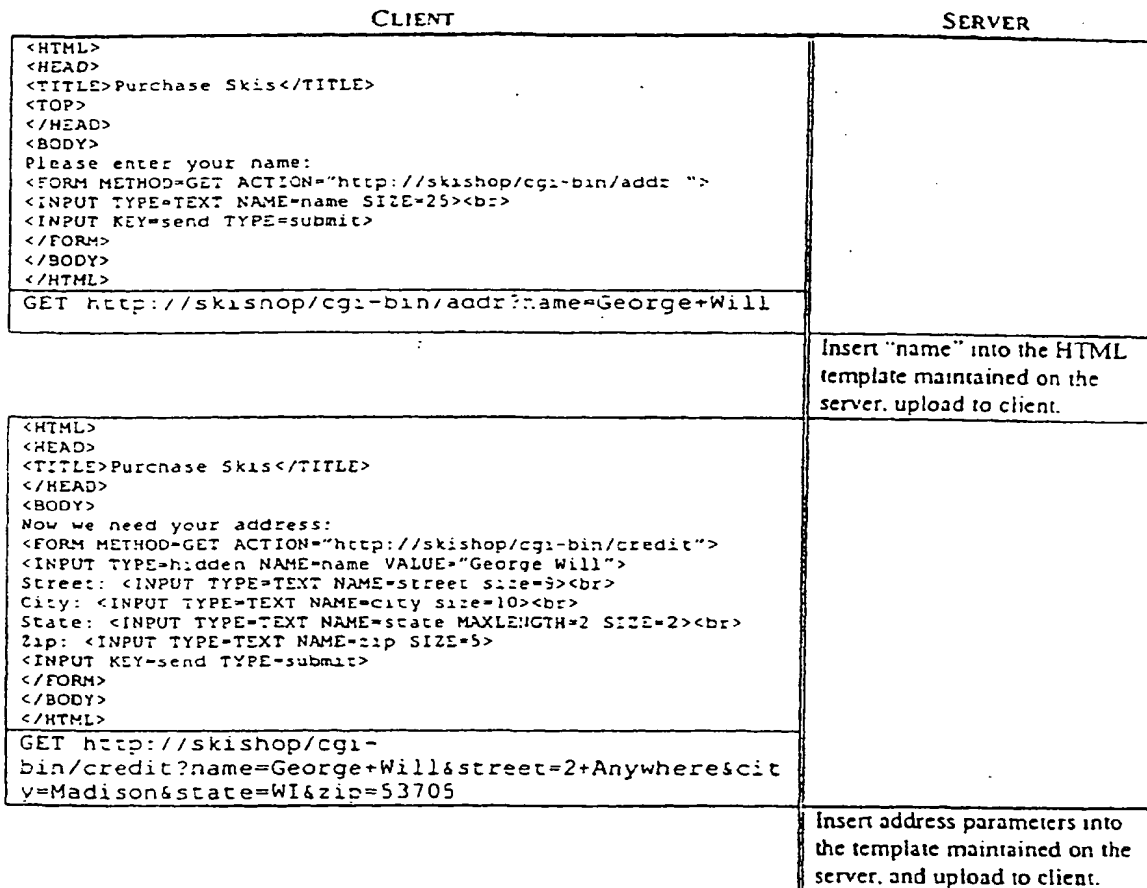 CLIENT SERVER
<HTML>
<HEAD>
<TITLE>Purchase Skis</TITLE>
<TOP>
</HEAD>
<BODY>
Please enter your name:
<FORM METHOD=GET ACTION="http://skishop/cgi-bin/addr ">
<INPUT TYPE=TEXT NAME=name SIZE=25><br>
<INPUT KEY=send TYPE=submit>
</FORM>
</BODY>
</HTML>
GET http://skishop/cgi-bin/addr?name=George+Will
Insert "name" into the HTML
template maintained on the
server, upload to client.
<HTML>
<HEAD>
<TITLE>Purchase Skis</TITLE>
</HEAD>
<BODY>
Now we need your address:
<FORM METHOD=GET ACTION="http://skishop/cgi-bin/credit">
<INPUT TYPE=hidden NAME=name VALUE="George Will">
Street: <INPUT TYPE=TEXT NAME=street size=9><br>
City: <INPUT TYPE=TEXT NAME=city size=10><br>
State: <INPUT TYPE=TEXT NAME=state MAXLENGTH=2 SIZE=2><br>
Zip: <INPUT TYPE=TEXT NAME=zip SIZE=5>
<INPUT KEY=send TYPE=submit>
</FORM>
</BODY>
</HTML>
GET http://skishop/cgi-
bin/credit?name=George+Will&street=2+Anywhere&cit
y=Madison&state=WI&zip=53705
Insert address parameters into
the template maintained on the
server, and upload to client.